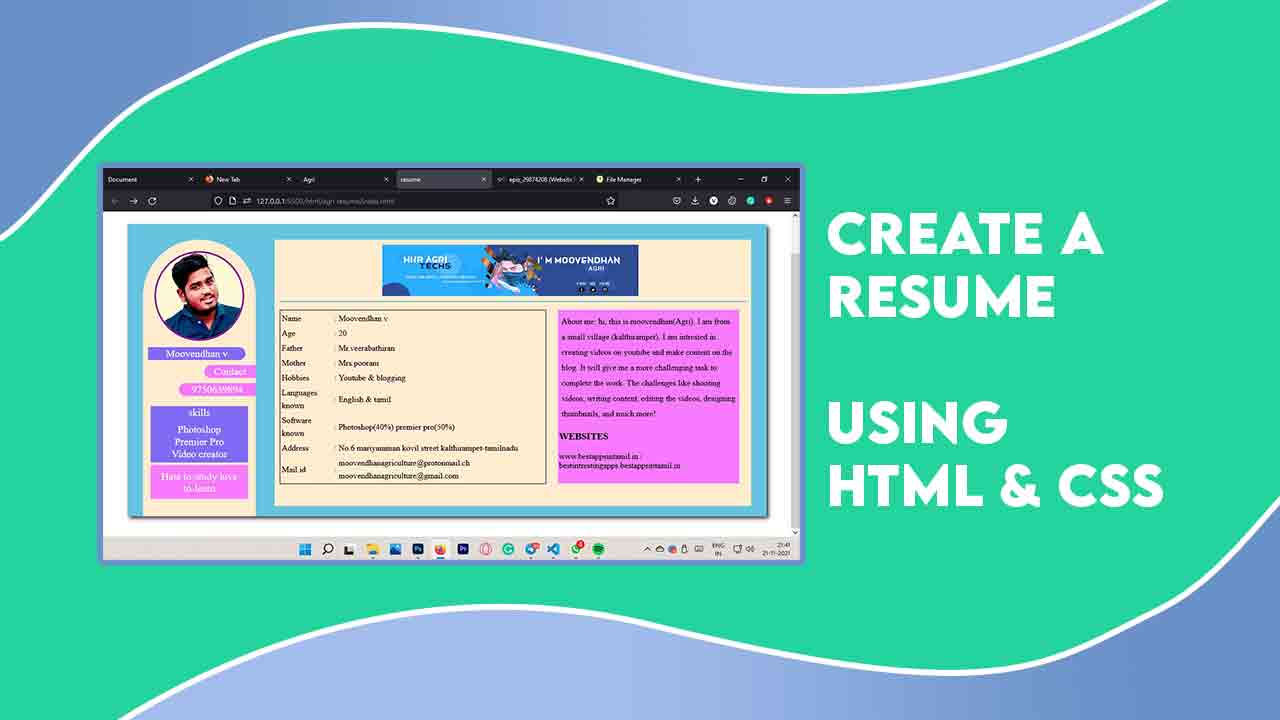 Document
New Tab
Agri
resume
epiz_29874208 (Website
File Manager
127.0.0.1:5500/html/agri resume/index.html
HKR AGRI
TECHS
I'M MOOVENDHAN
AGRI
Moovendhan v
Contact
9750639894
skills
Photoshop
Premier Pro
Video creator
Hate to study love
to learn
Name : Moovendhan v
Age : 20
Father : Mr.veerabathiran
Mother : Mrs.poorani
Hobbies : Youtube & blogging
Languages
known : English & tamil
Software
known : Photoshop(40%) premier pro(50%)
Address : No.6 mariyamman kovil street kalthirampet-tamilnadu
Mail id : moovendhanagriculture@protonmail.ch
moovendhanagriculture@gmail.com
About me: hi, this is moovendhan(Agri). I am from
a small village (kalthirampet). I am intrested in
creating videos on youtube and make content on the
blog. It will give me a more challenging task to
complete the work. The challenges like shooting
videos, writing content, editing the videos, designing
thumbnails, and much more!
WEBSITES
www.bestappsintamil.in /
bestintrestingapps.bestappsintamil.in
ENG
IN
21:41
21-11-2021
CREATE A
RESUME
USING
HTML & CSS